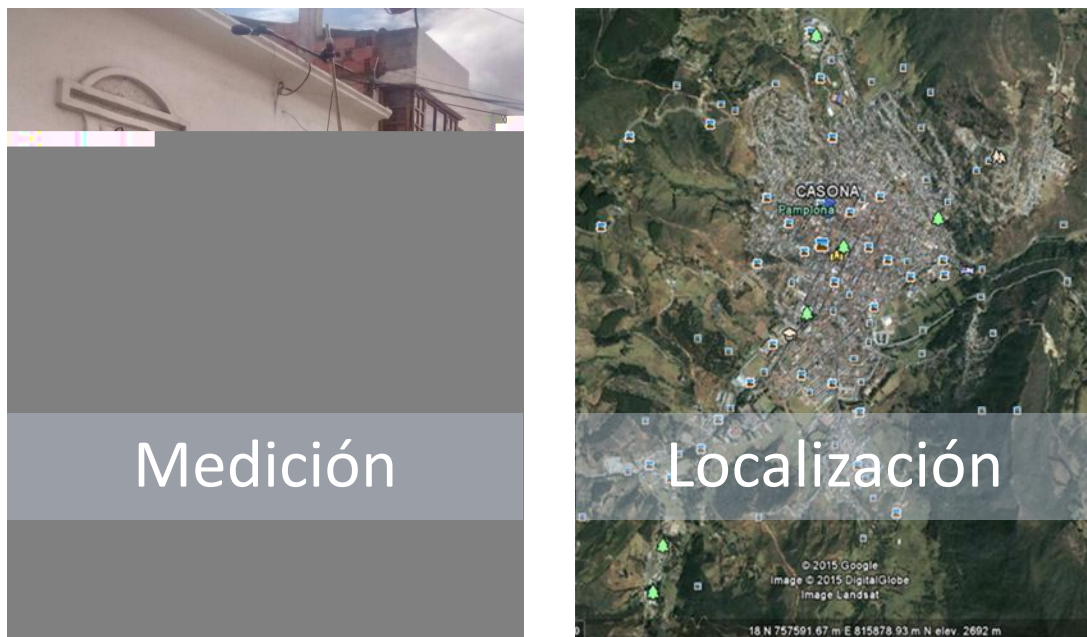 Medición
CASONA
Pamplona
Localización
© 2015 Google
Image © 2015 DigitalGlobe
Image Landsat
18 N 757591.67 m E 815878.93 m N elev 2692 m